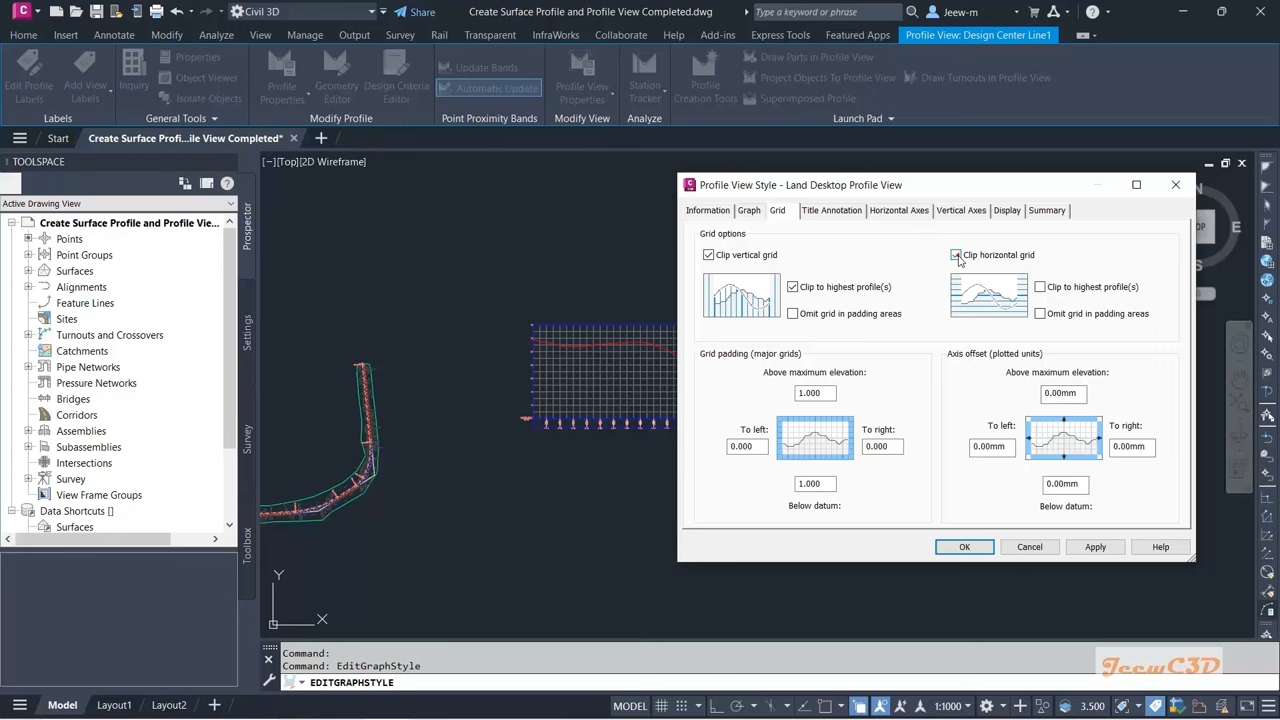 Civil 3D
Share
Create Surface Profile and Profile View Completed.dwg
Type a keyword or phrase
Jeew-m
Home Insert Annotate Modify Analyze View Manage Output Survey Rail Transparent InfraWorks Collaborate Help Add-ins Express Tools Featured Apps Profile View: Design Center Line1
Edit Profile Labels
Add View Labels
Labels
Inquiry
Properties
Object Viewer
Isolate Objects
General Tools
Profile Properties
Geometry Editor
Design Criteria Editor
Modify Profile
Update Bands
Automatic Update
Point Proximity Bands
Profile View Properties
Modify View
Station Tracker
Analyze
Profile Creation Tools
Draw Parts in Profile View
Project Objects To Profile View
Superimposed Profile
Draw Turnouts in Profile View
Launch Pad
Start
Create Surface Profi...ile View Completed*
TOOLSPACE
Active Drawing View
Create Surface Profile and Profile View...
Points
Point Groups
Surfaces
Alignments
Feature Lines
Sites
Turnouts and Crossovers
Catchments
Pipe Networks
Pressure Networks
Bridges
Corridors
Assemblies
Subassemblies
Intersections
Survey
View Frame Groups
Data Shortcuts []
Surfaces
Prospector
Settings
Survey
Toolbox
[−][Top][2D Wireframe]
N
E
Y
X
Profile View Style - Land Desktop Profile View
Information Graph Grid Title Annotation Horizontal Axes Vertical Axes Display Summary
Grid options
Clip vertical grid
Clip to highest profile(s)
Omit grid in padding areas
Clip horizontal grid
Clip to highest profile(s)
Omit grid in padding areas
Grid padding (major grids)
Above maximum elevation:
1.000
To left:
0.000
To right:
0.000
1.000
Below datum:
Axis offset (plotted units)
Above maximum elevation:
0.00mm
To left:
0.00mm
To right:
0.00mm
0.00mm
Below datum:
OK Cancel Apply Help
Command:
Command: EditGraphStyle
EDITGRAPHSTYLE
JeewC3D
Model Layout1 Layout2
MODEL
1:1000
3.500